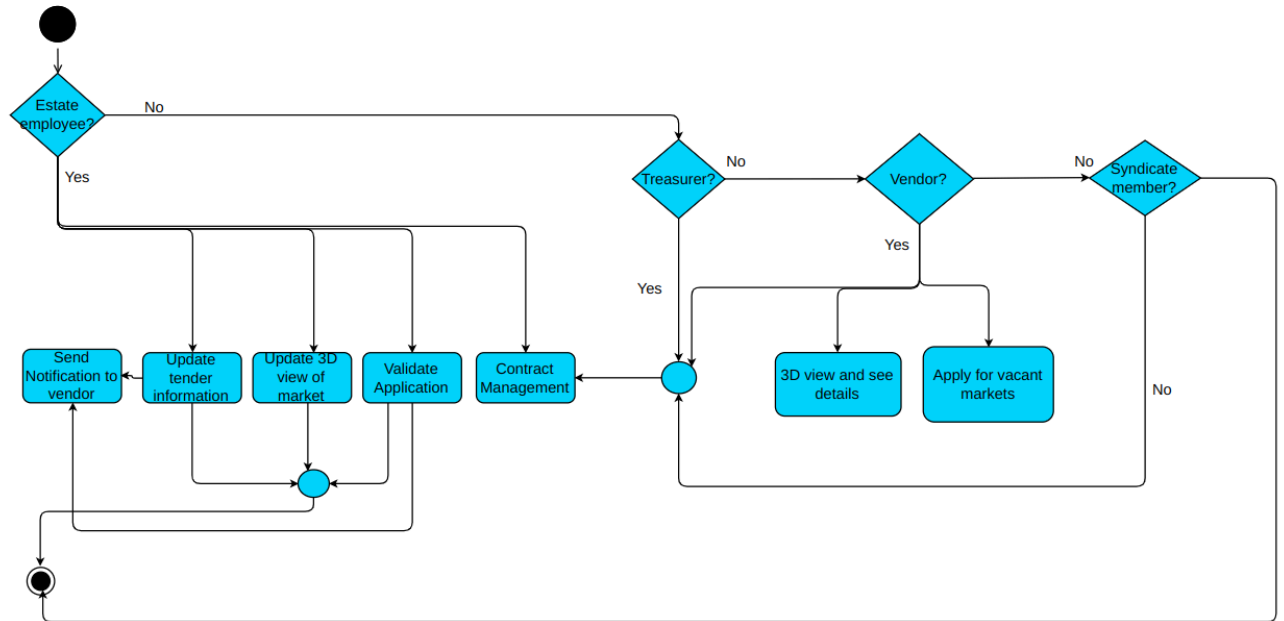 Estate
employee?
No
Yes
Treasurer?
No
Vendor?
No
Syndicate
member?
Yes
Yes
No
Send
Notification to
vendor
Update
tender
information
Update 3D
view of
market
Validate
Application
Contract
Management
3D view and see
details
Apply for vacant
markets